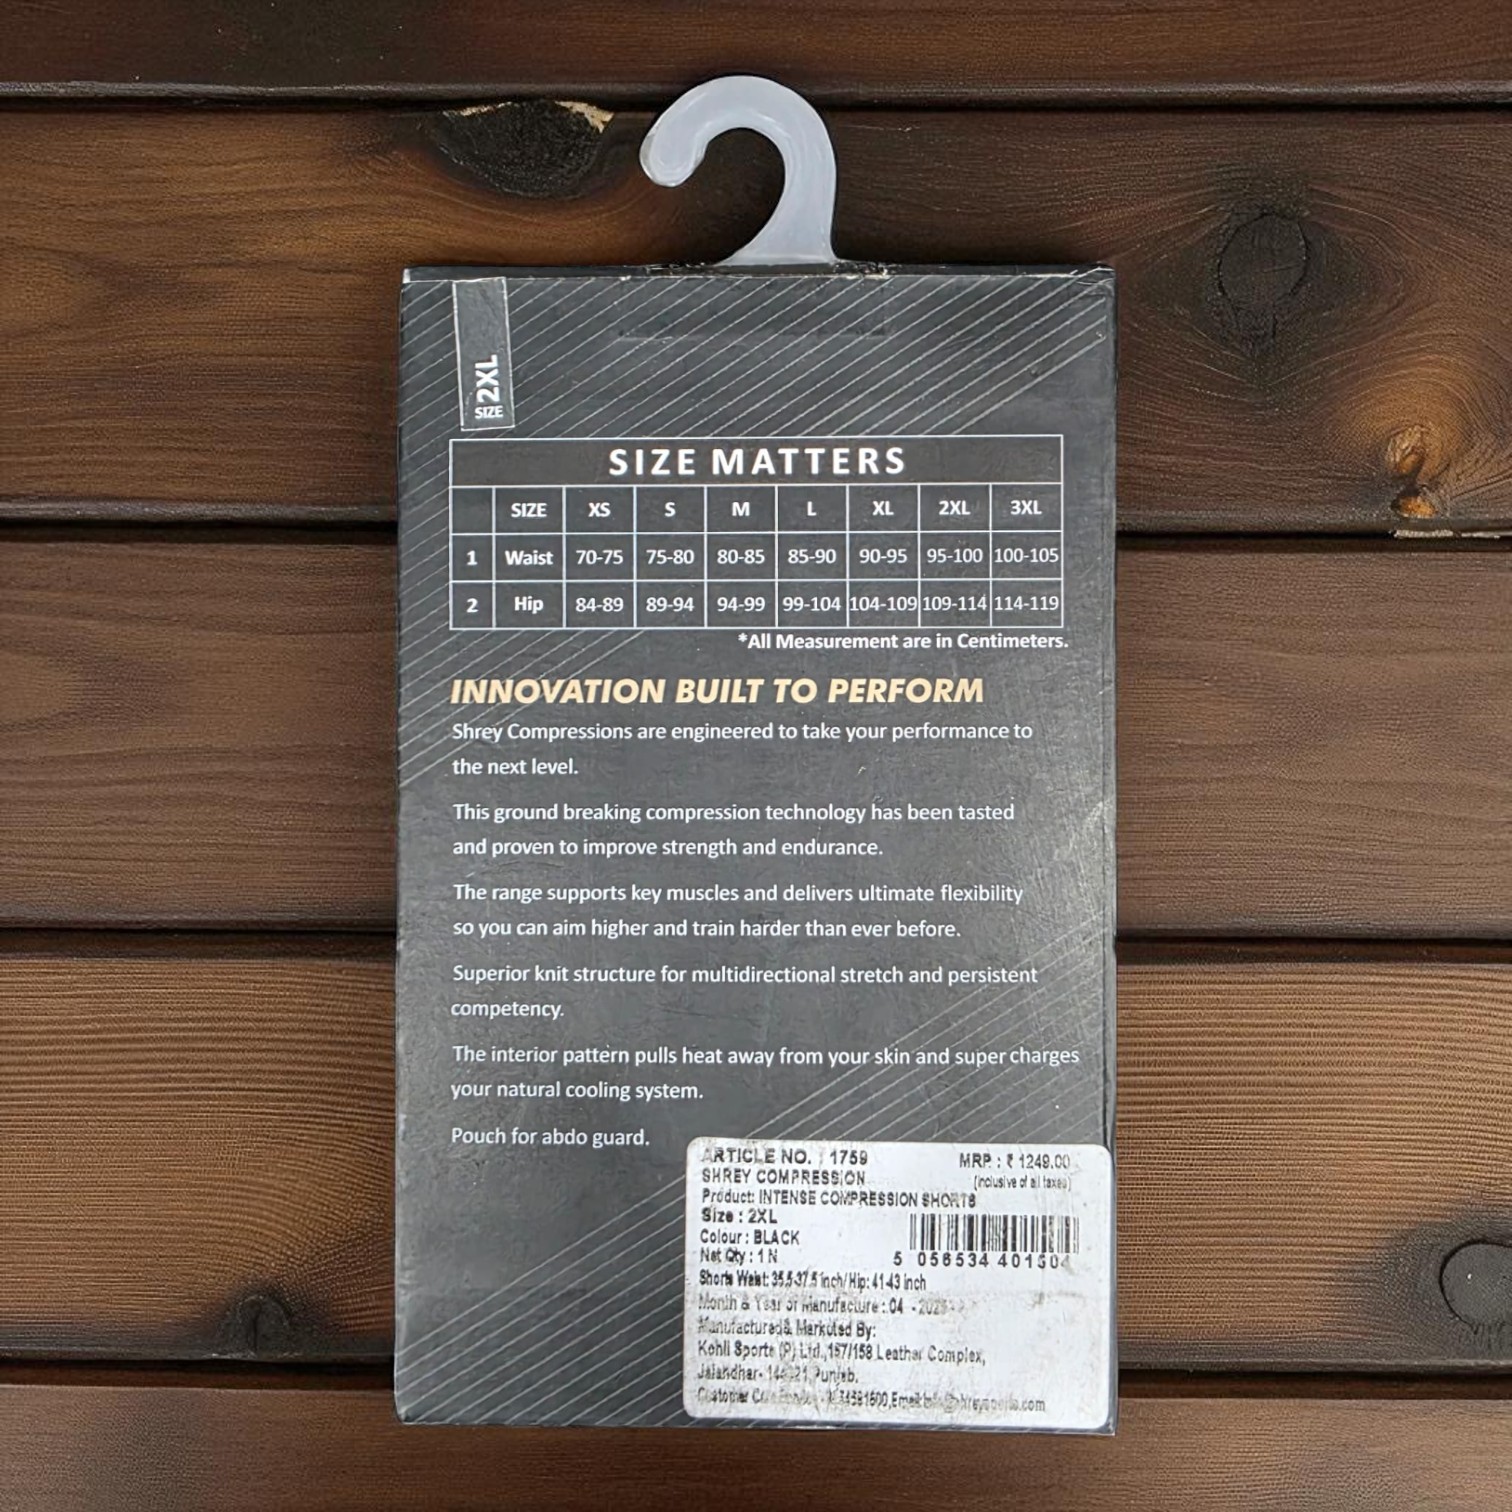 SIZE 2XL
SIZE MATTERS
SIZE XS S M L XL 2XL 3XL
1 Waist 70-75 75-80 80-85 85-90 90-95 95-100 100-105
2 Hip 84-89 89-94 94-99 99-104 104-109 109-114 114-119
*All Measurement are in Centimeters.
INNOVATION BUILT TO PERFORM
Shrey Compressions are engineered to take your performance to
the next level.
This ground breaking compression technology has been tasted
and proven to improve strength and endurance.
The range supports key muscles and delivers ultimate flexibility
so you can aim higher and train harder than ever before.
Superior knit structure for multidirectional stretch and persistent
competency.
The interior pattern pulls heat away from your skin and super charges
your natural cooling system.
Pouch for abdo guard.
ARTICLE NO. : 1759 MRP : ₹ 1249.00
SHREY COMPRESSION (inclusive of all taxes)
Product: INTENSE COMPRESSION SHORTS
Size : 2XL
Colour : BLACK
Net Qty : 1 N 5 056534 401504
Shorts Waist: 35.5-37.5 inch/ Hip: 41-43 inch
Month & Year of Manufacture : 04 -
Manufactured & Marketed By:
Kohli Sports (P) Ltd.,157/158 Leather Complex,
Jalandhar- Punjab.
Customer